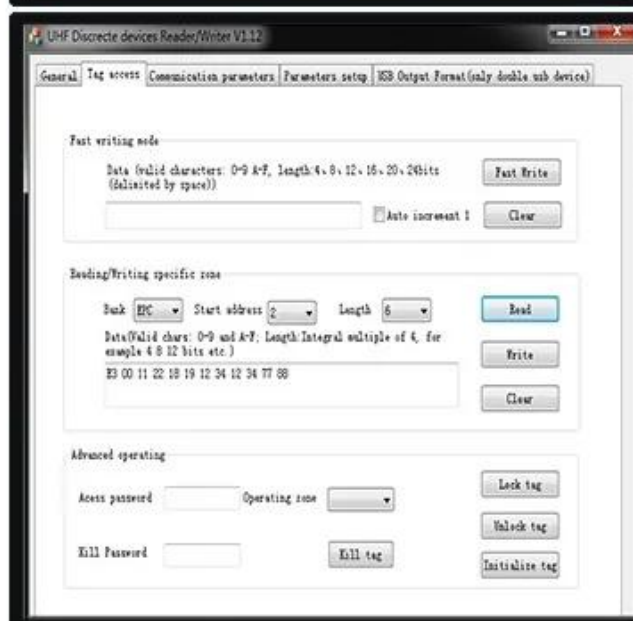 UHF Discrecte devices Reader/Writer V1.12
General Tag access Communication parameters Parameters setup USB Output Format(only double usb device)
Fast writing mode
Data (valid characters: 0-9 A-F, length:4、8、12、16、20、24bits
(delimited by space))
Fast Write
Auto increment 1
Clear
Reading/Writing specific zone
Bank EPC Start address 2 Length 6
Read
Data(Valid chars: 0-9 and A-F; Length:Integral multiple of 4, for
example 4 8 12 bits etc.)
Write
E3 00 11 22 18 19 12 34 12 34 77 88
Clear
Advanced operating
Acess password Operating zone
Lock tag
Unlock tag
Kill Password
Kill tag
Initialize tag